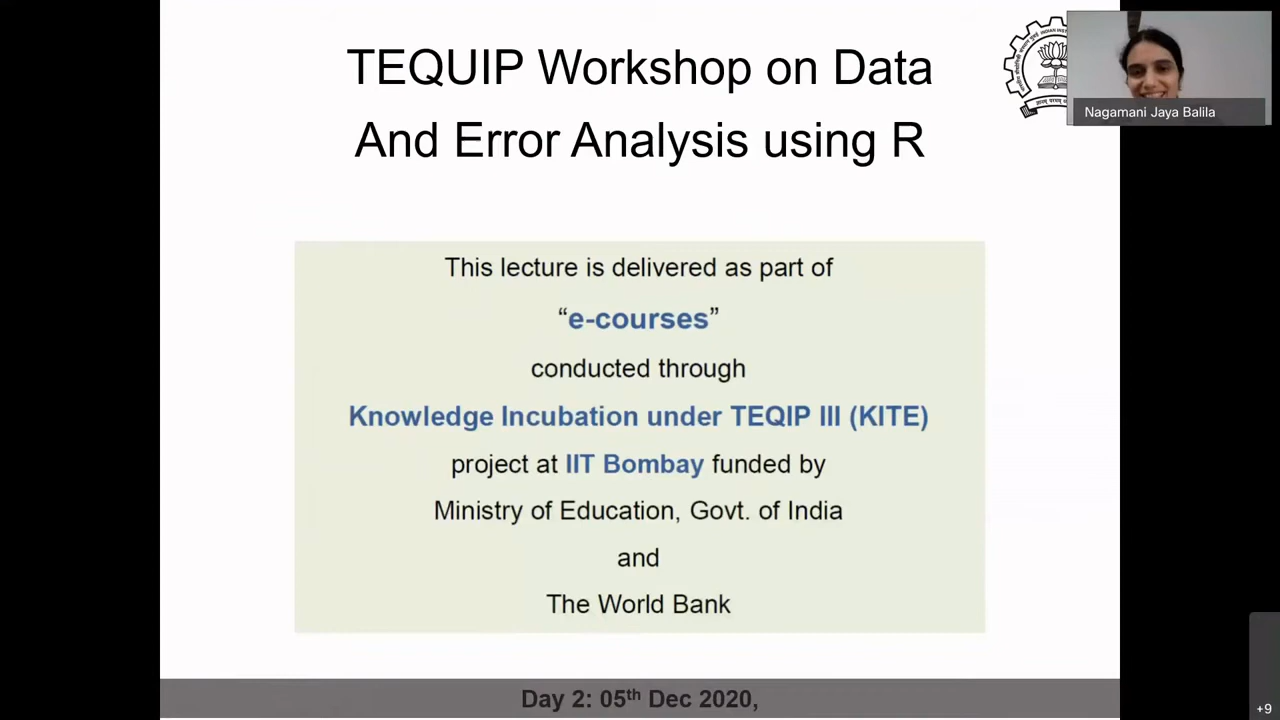 TEQUIP Workshop on Data
And Error Analysis using R
Nagamani Jaya Balila
This lecture is delivered as part of
“e-courses”
conducted through
Knowledge Incubation under TEQIP III (KITE)
project at IIT Bombay funded by
Ministry of Education, Govt. of India
and
The World Bank
Day 2: 05th Dec 2020,
+9